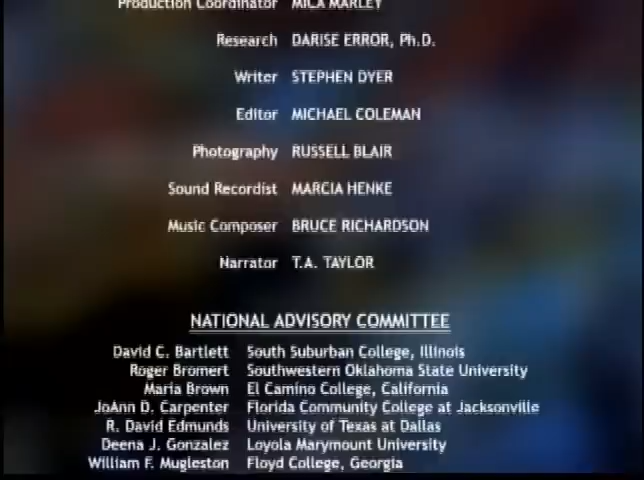 Production Coordinator MICA MARLEY
Research DARISE ERROR, Ph.D.
Writer STEPHEN DYER
Editor MICHAEL COLEMAN
Photography RUSSELL BLAIR
Sound Recordist MARCIA HENKE
Music Composer BRUCE RICHARDSON
Narrator T.A. TAYLOR
NATIONAL ADVISORY COMMITTEE
David C. Bartlett South Suburban College, Illinois
Roger Bromert Southwestern Oklahoma State University
Maria Brown El Camino College, California
JoAnn D. Carpenter Florida Community College at Jacksonville
R. David Edmunds University of Texas at Dallas
Deena J. Gonzalez Loyola Marymount University
William F. Mugleston Floyd College, Georgia